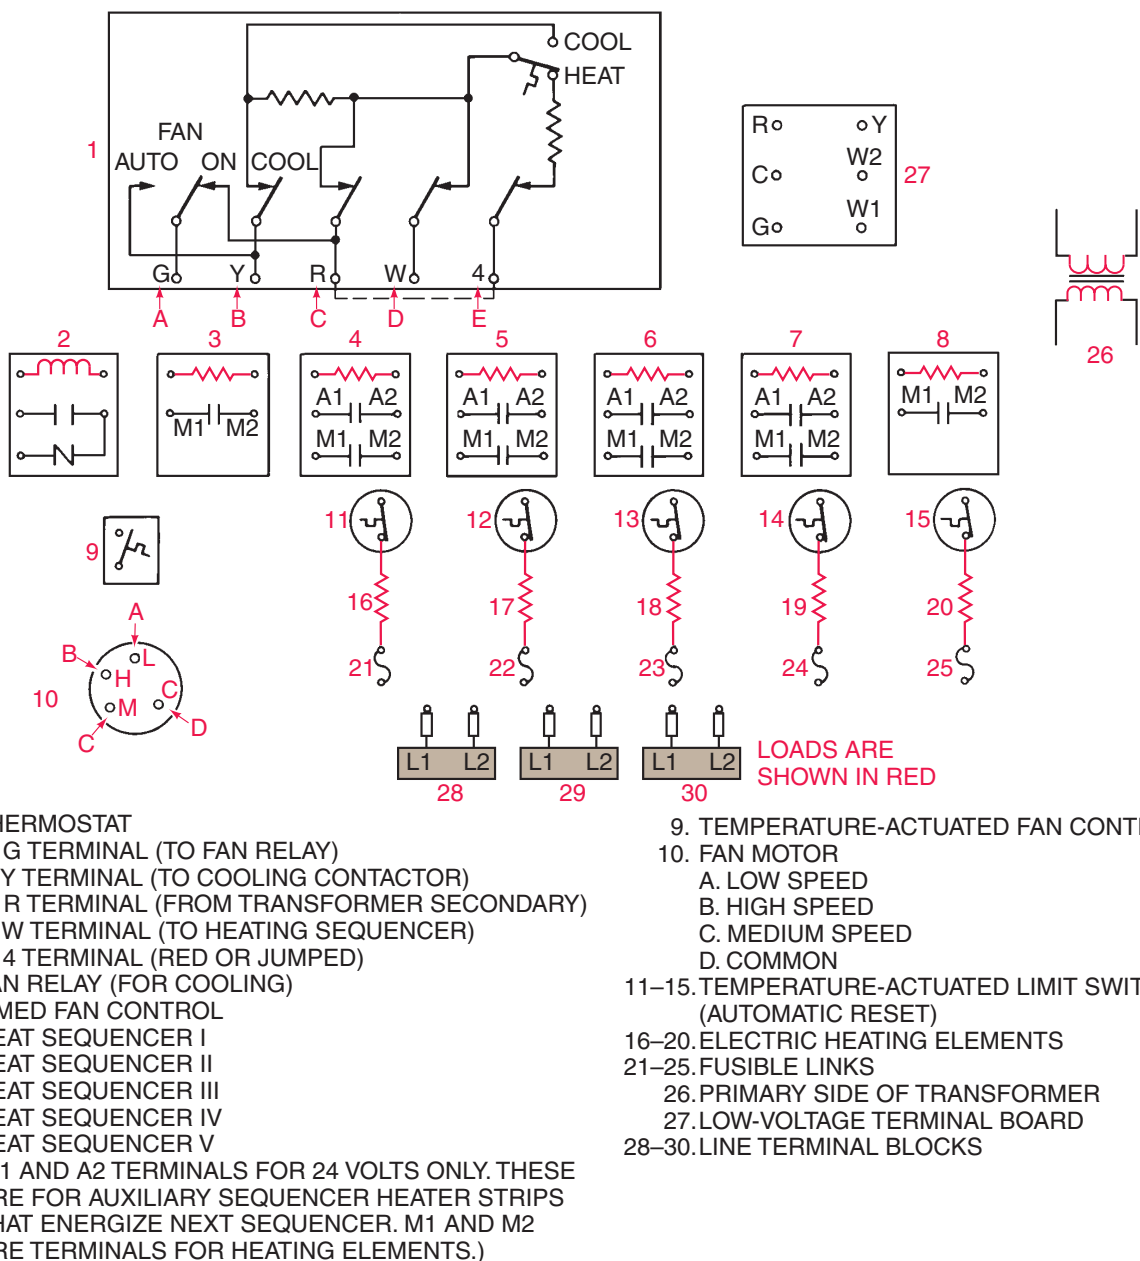 COOL
HEAT
FAN
AUTO ON COOL
1
G Y R W 4
A B C D E
R Y
C W2
G W1
27
26
2 3 4 5 6 7 8
M1 M2
A1 A2
M1 M2
A1 A2
M1 M2
A1 A2
M1 M2
A1 A2
M1 M2
M1 M2
9
11 12 13 14 15
16 17 18 19 20
21 22 23 24 25
A
B
L
H
C
M
10
C
D
L1 L2
L1 L2
L1 L2
28 29 30
LOADS ARE
SHOWN IN RED
HERMOSTAT
G TERMINAL (TO FAN RELAY)
Y TERMINAL (TO COOLING CONTACTOR)
R TERMINAL (FROM TRANSFORMER SECONDARY)
W TERMINAL (TO HEATING SEQUENCER)
4 TERMINAL (RED OR JUMPED)
AN RELAY (FOR COOLING)
MED FAN CONTROL
EAT SEQUENCER I
EAT SEQUENCER II
EAT SEQUENCER III
EAT SEQUENCER IV
EAT SEQUENCER V
1 AND A2 TERMINALS FOR 24 VOLTS ONLY. THESE
RE FOR AUXILIARY SEQUENCER HEATER STRIPS
HAT ENERGIZE NEXT SEQUENCER. M1 AND M2
RE TERMINALS FOR HEATING ELEMENTS.)
9. TEMPERATURE-ACTUATED FAN CONT
10. FAN MOTOR
A. LOW SPEED
B. HIGH SPEED
C. MEDIUM SPEED
D. COMMON
11–15. TEMPERATURE-ACTUATED LIMIT SWIT
(AUTOMATIC RESET)
16–20. ELECTRIC HEATING ELEMENTS
21–25. FUSIBLE LINKS
26. PRIMARY SIDE OF TRANSFORMER
27. LOW-VOLTAGE TERMINAL BOARD
28–30. LINE TERMINAL BLOCKS